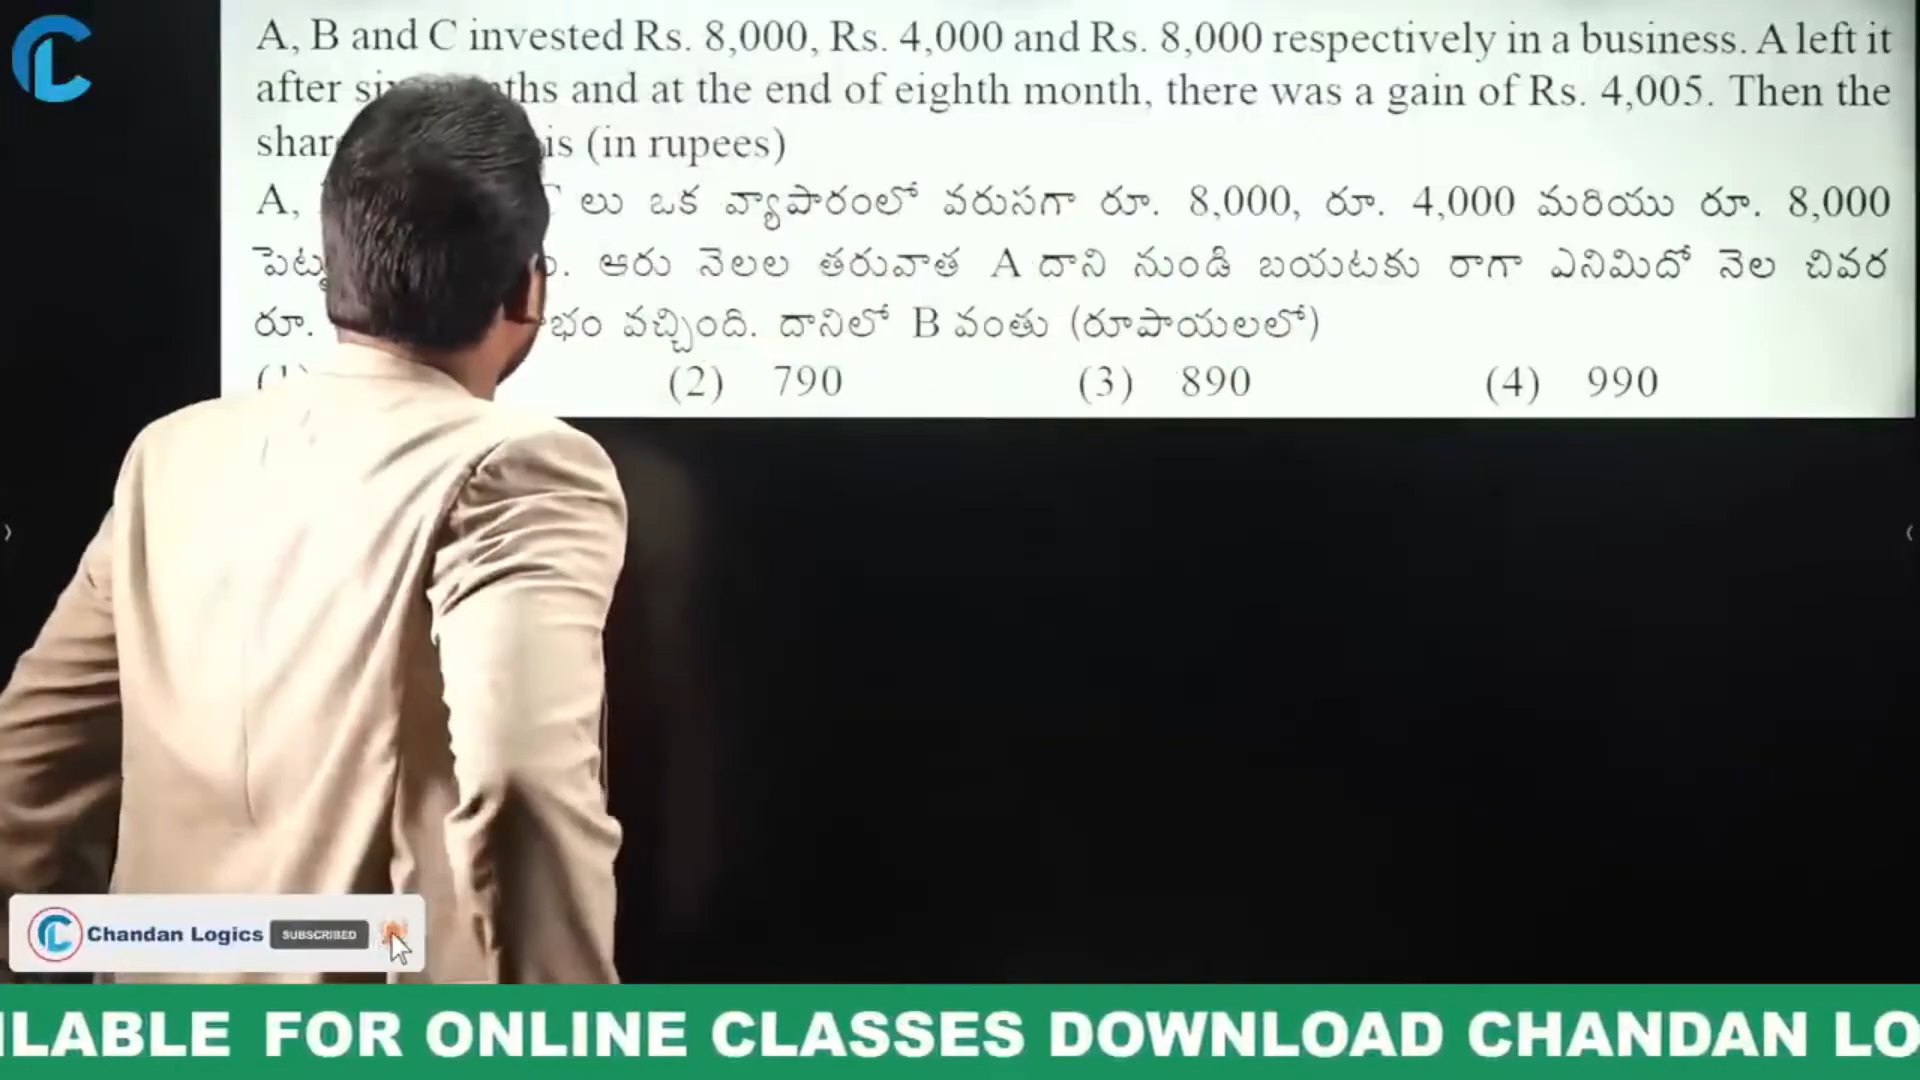 A, B and C invested Rs. 8,000, Rs. 4,000 and Rs. 8,000 respectively in a business. A left it
after and at the end of eighth month, there was a gain of Rs. 4,005. Then the
is (in rupees)
A, లు ఒక వ్యాపారంలో వరుసగా రూ. 8,000, రూ. 4,000 మరియు రూ. 8,000
ఆరు నెలల తరువాత A దాని నుండి బయటకు రాగా ఎనిమిదో నెల చివర
రూ. వచ్చింది. దానిలో B వంతు (రూపాయలలో)
(2) 790 (3) 890 (4) 990
Chandan Logics SUBSCRIBED
FOR ONLINE CLASSES DOWNLOAD CHANDAN